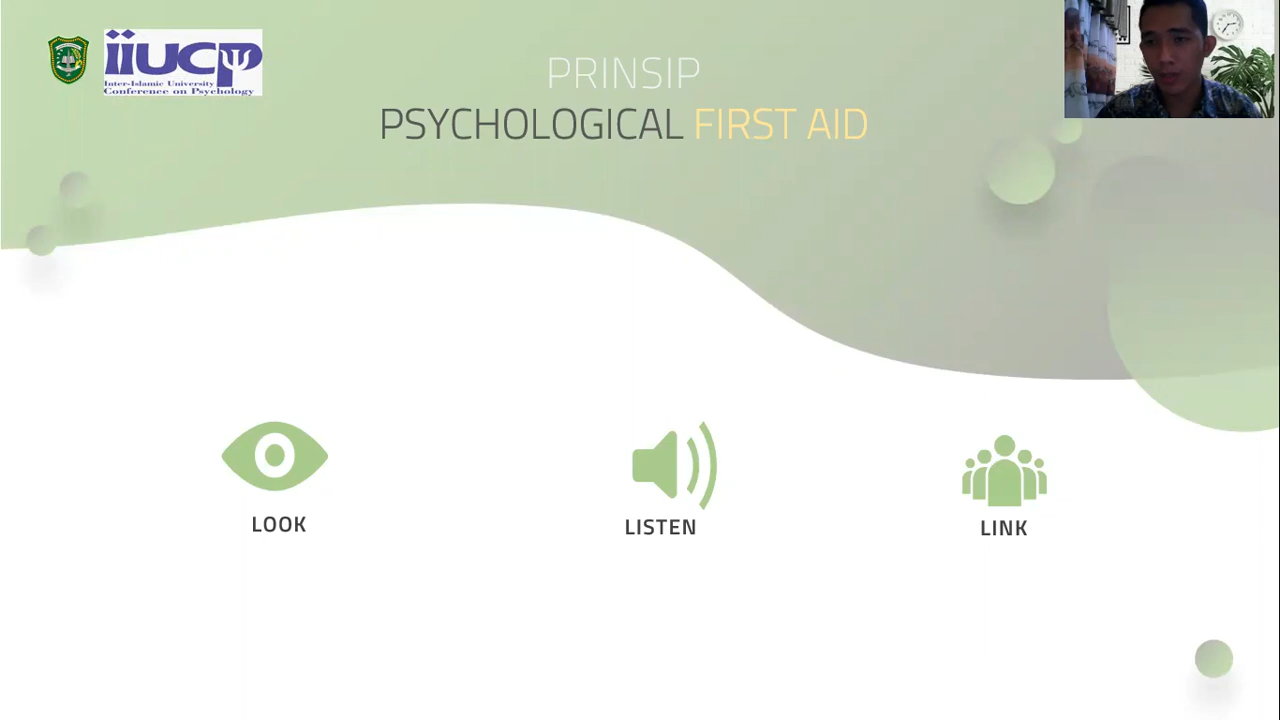 iiucp
Inter-Islamic University
Conference on Psychology
PRINSIP
PSYCHOLOGICAL FIRST AID
LOOK
LISTEN
LINK